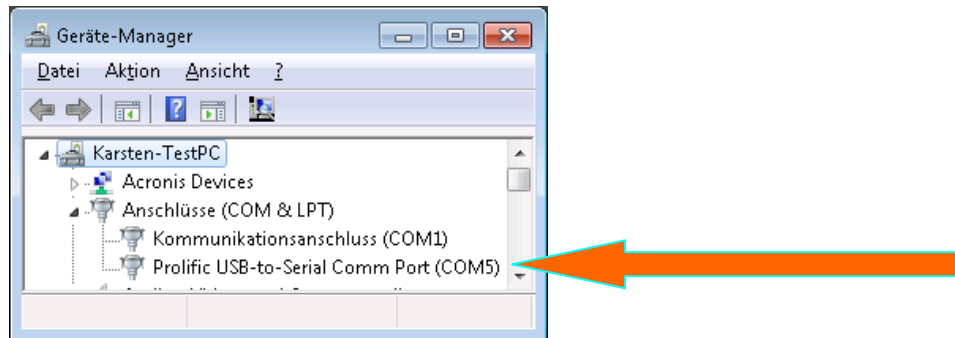 Geräte-Manager
Datei Aktion Ansicht ?
Karsten-TestPC
Acronis Devices
Anschlüsse (COM & LPT)
Kommunikationsanschluss (COM1)
Prolific USB-to-Serial Comm Port (COM5)